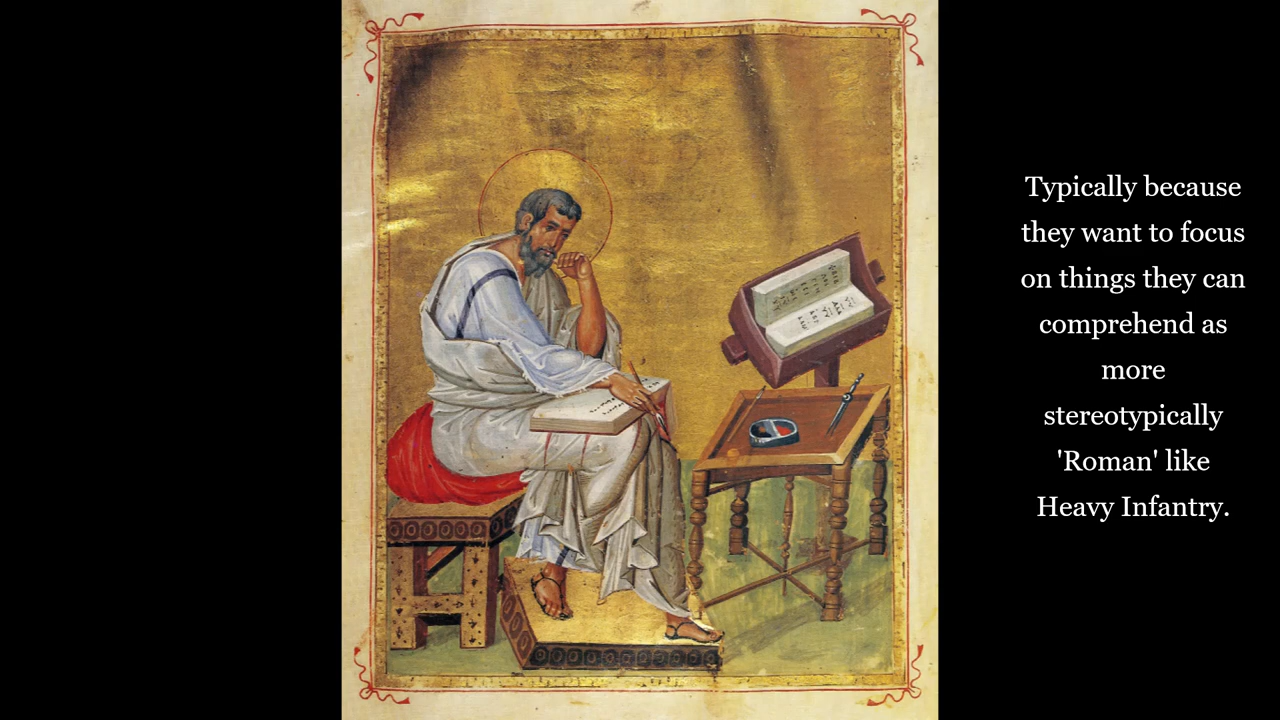 Typically because
they want to focus
on things they can
comprehend as
more
stereotypically
'Roman' like
Heavy Infantry.